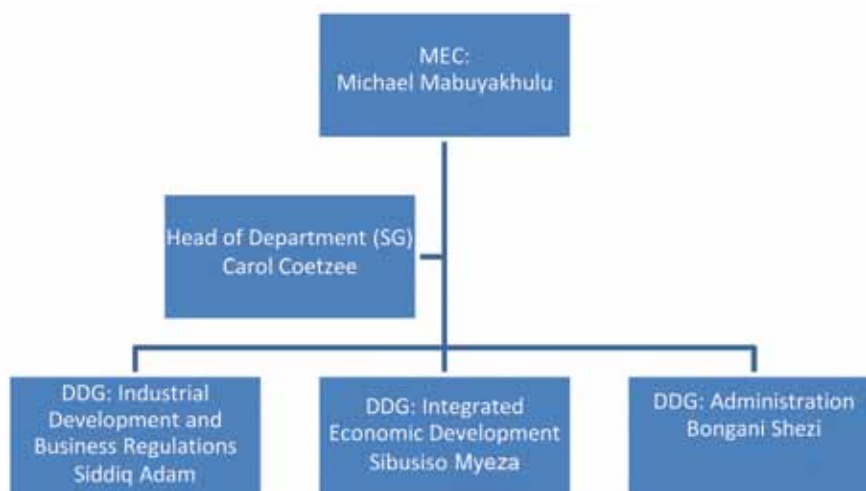 MEC:
Michael Mabuyakhulu
Head of Department (SG)
Carol Coetzee
DDG: Industrial
Development and
Business Regulations
Siddiq Adam
DDG: Integrated
Economic Development
Sibusiso Myeza
DDG: Administration
Bongani Shezi